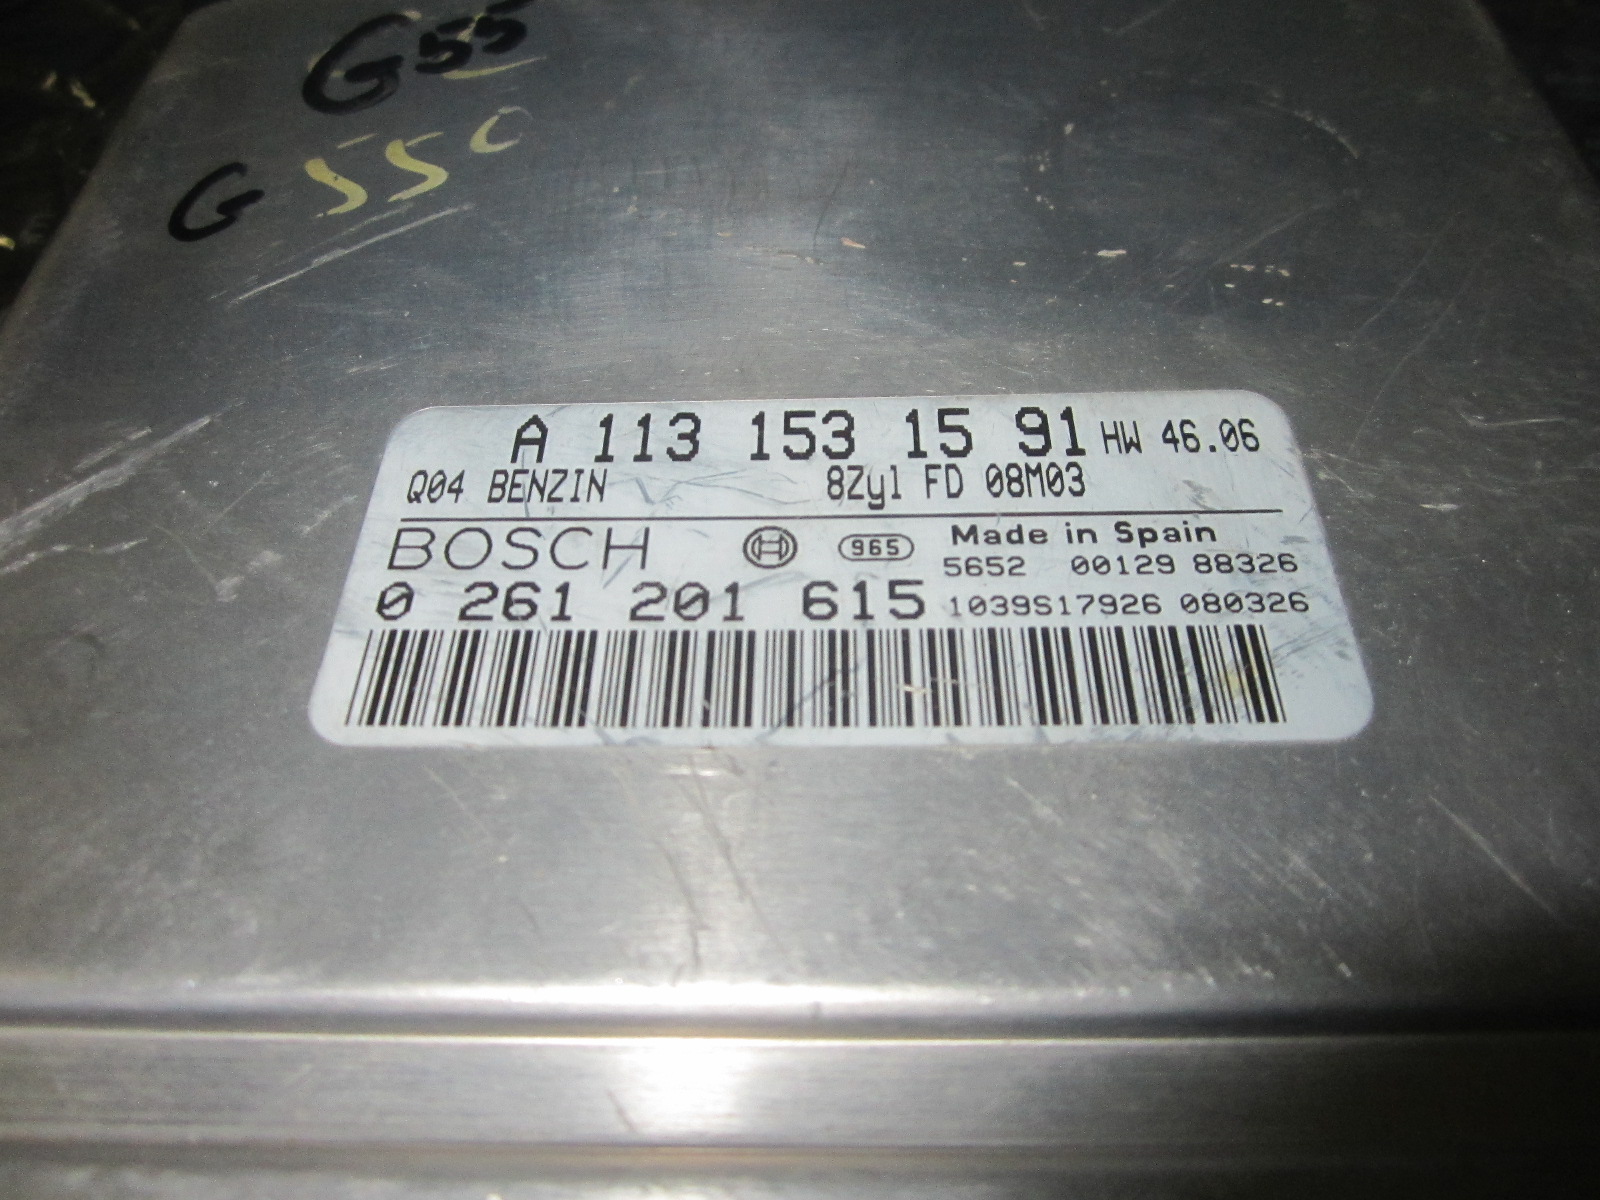 G55
G 55C
A 113 153 15 91 HW 46.06
Q04 BENZIN 8Zyl FD 08M03
BOSCH 965 Made in Spain
5652 00129 88326
0 261 201 615 1039S17926 080326